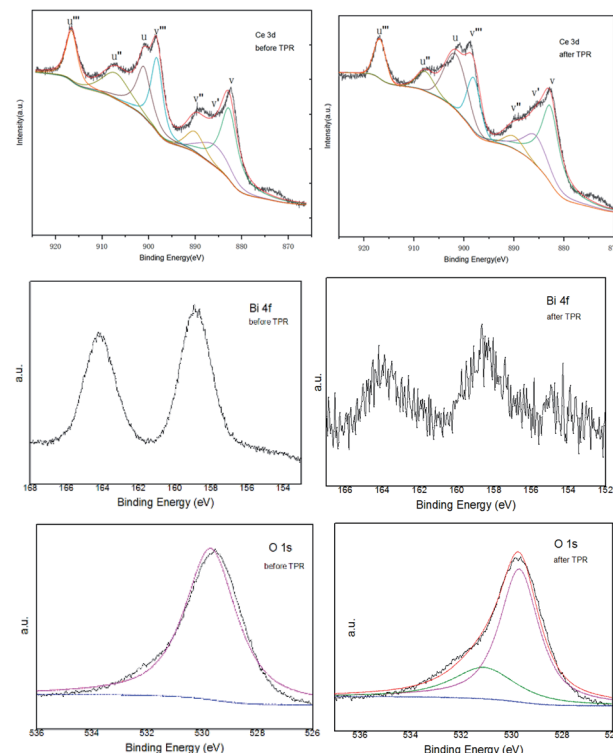 u'''
u''
u
v'''
v''
v'
v
Ce 3d
before TPR
Intensity(a.u.)
920 910 900 890 880 870
Binding Energy(eV)
u'''
u''
u
v'''
v''
v'
v
Ce 3d
after TPR
Intensity(a.u.)
920 910 900 890 880
Binding Energy(eV)
Bi 4f
before TPR
a.u.
168 166 164 162 160 158 156 154
Binding Energy (eV)
Bi 4f
after TPR
a.u.
166 164 162 160 158 156 154 152
Binding Energy (eV)
O 1s
before TPR
a.u.
535 534 532 530 528 526
Binding Energy (eV)
O 1s
after TPR
a.u.
536 534 532 530 528
Binding Energy (eV)